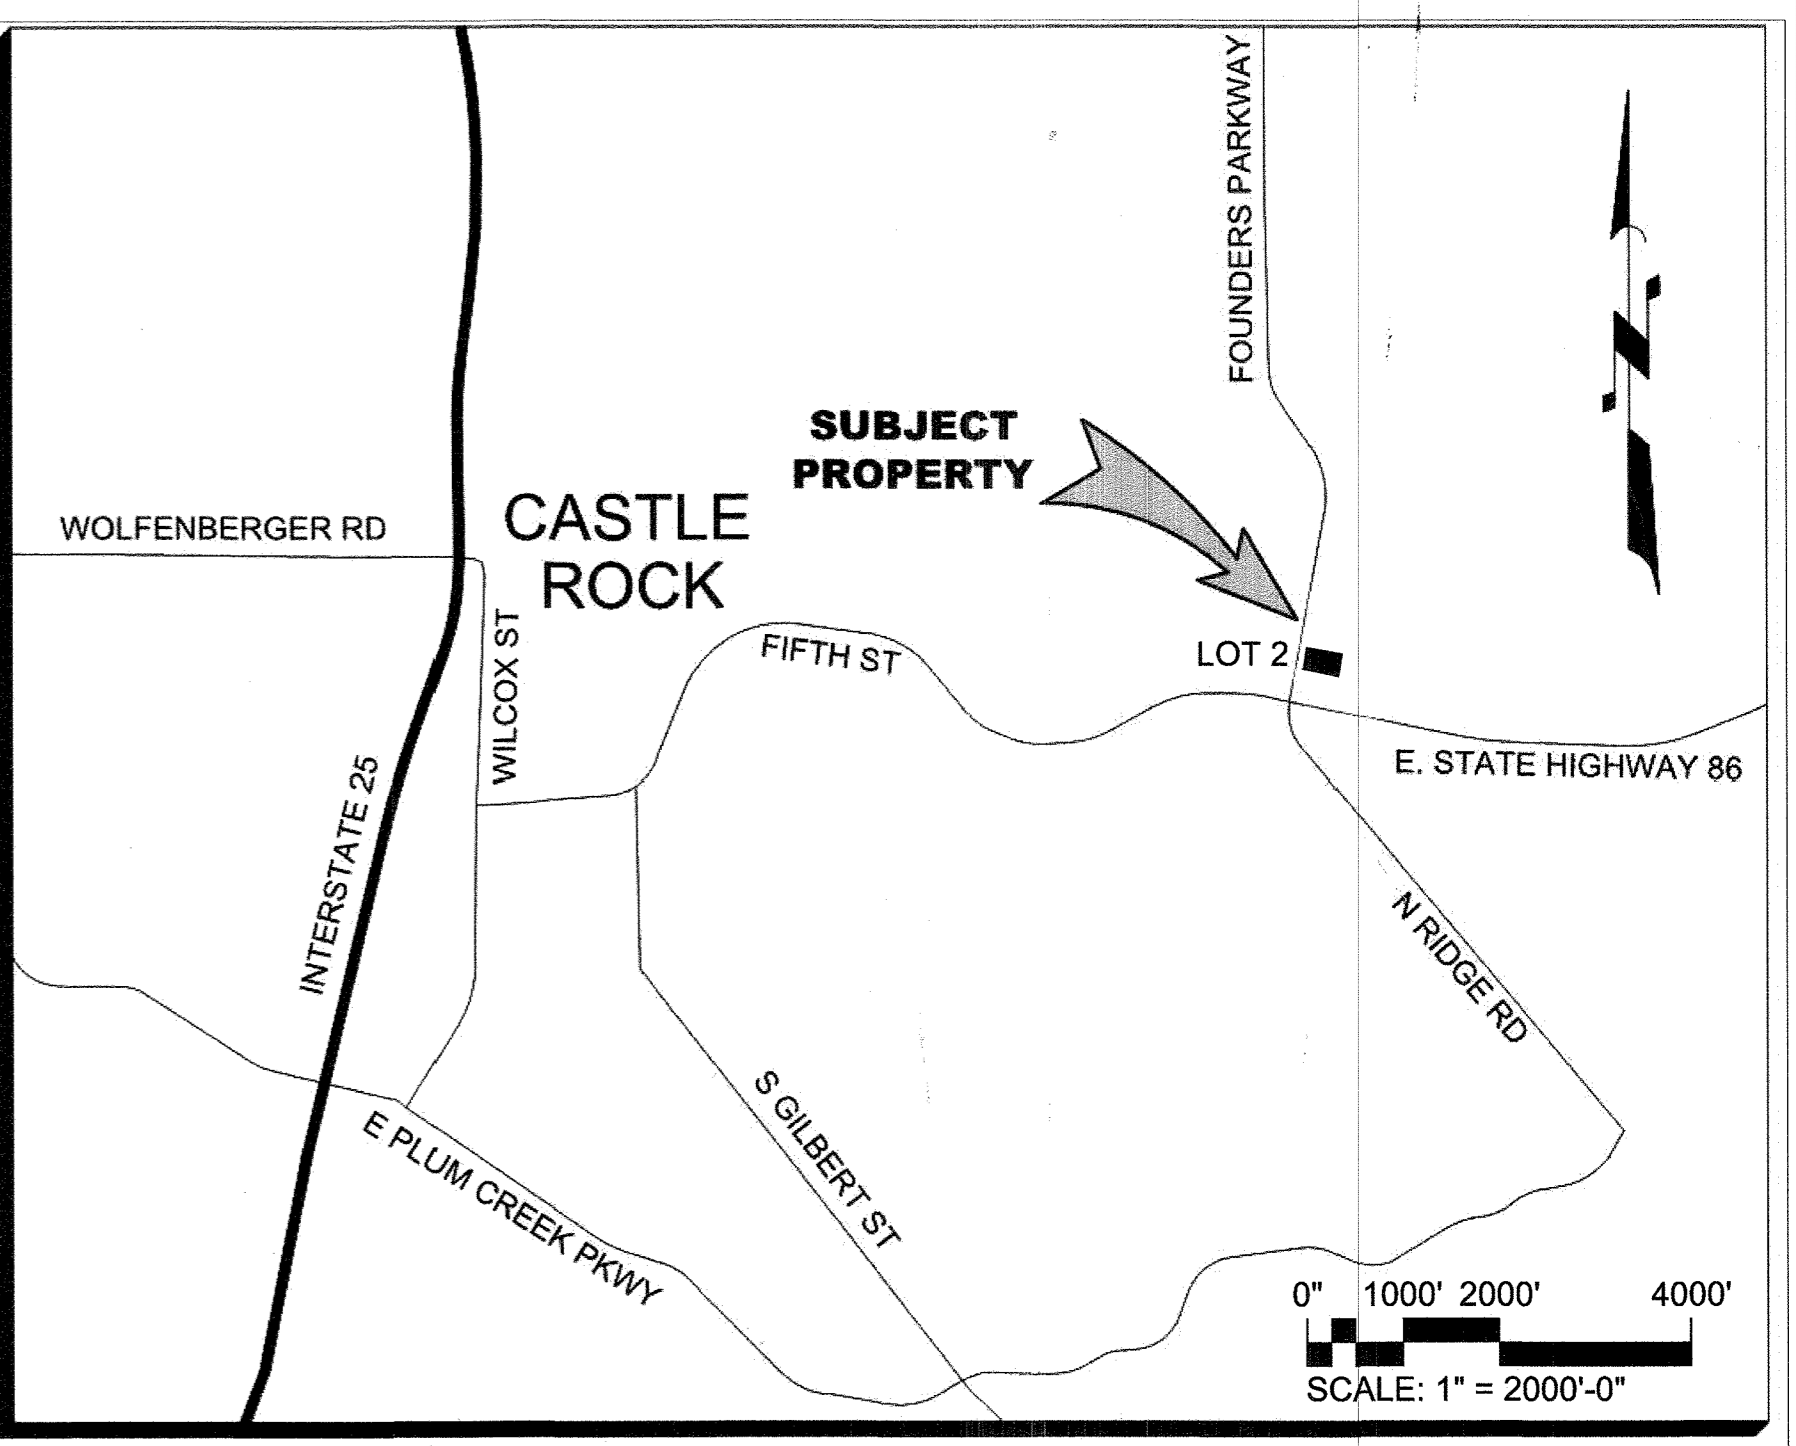 FOUNDERS PARKWAY
SUBJECT
PROPERTY
WOLFENBERGER RD
CASTLE
ROCK
WILCOX ST
FIFTH ST
LOT 2
E. STATE HIGHWAY 86
INTERSTATE 25
N RIDGE RD
S GILBERT ST
E PLUM CREEK PKWY
0" 1000' 2000' 4000'
SCALE: 1" = 2000'-0"